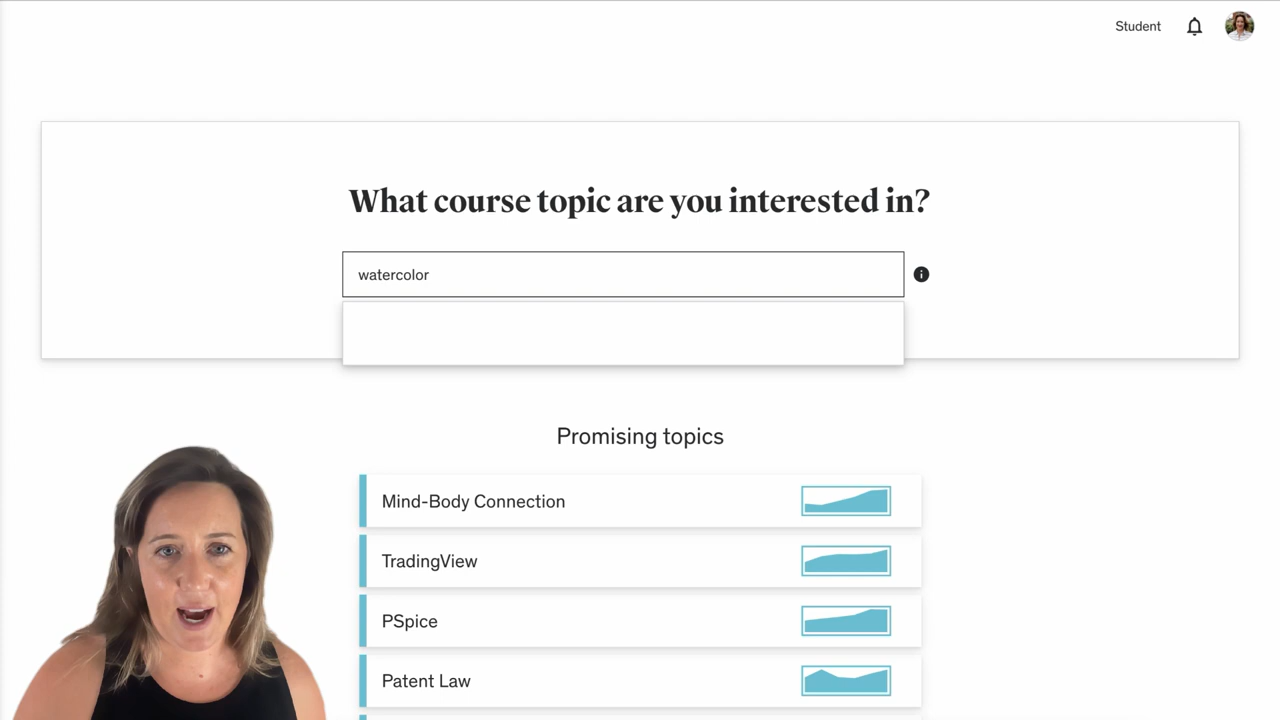 Student
What course topic are you interested in?
watercolor
Promising topics
Mind-Body Connection
TradingView
PSpice
Patent Law